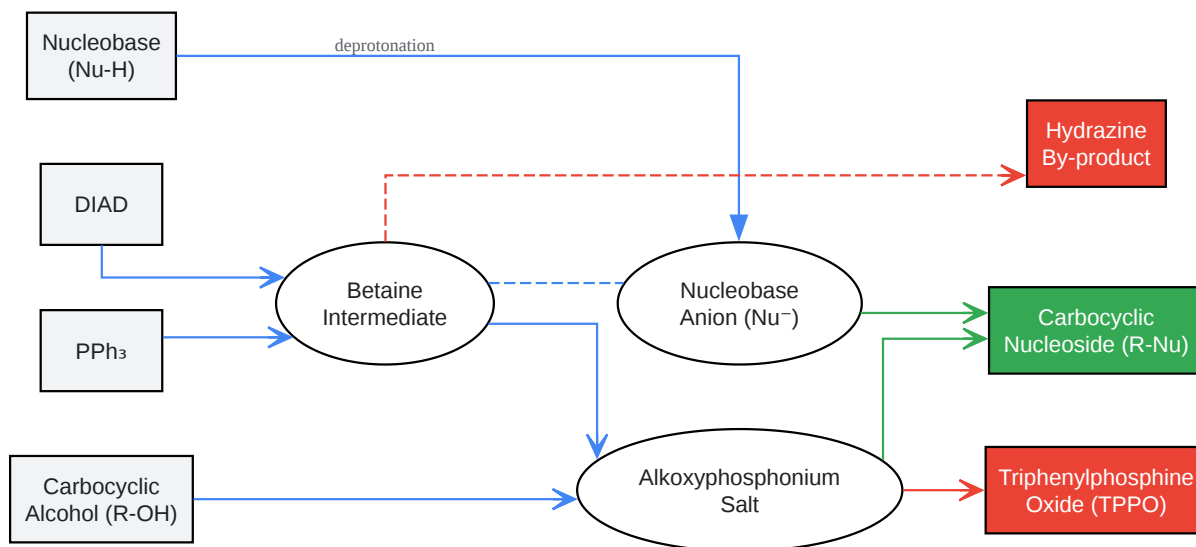 Nucleobase
(Nu-H)
deprotonation
Hydrazine
By-product
DIAD
Betaine
Intermediate
Nucleobase
Anion (Nu⁻)
Carbocyclic
Nucleoside (R-Nu)
PPh₃
Carbocyclic
Alcohol (R-OH)
Alkoxyphosphonium
Salt
Triphenylphosphine
Oxide (TPPO)